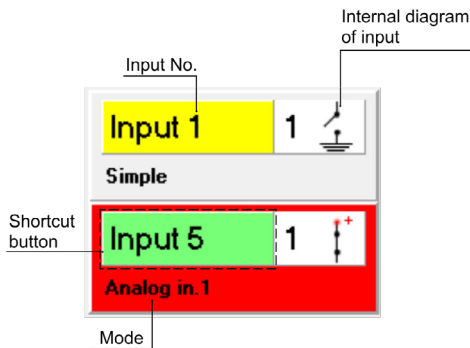 Internal diagram
of input
Input No.
Input 1 1
Simple
Shortcut
button
Input 5 1 +
Analog in.1
Mode